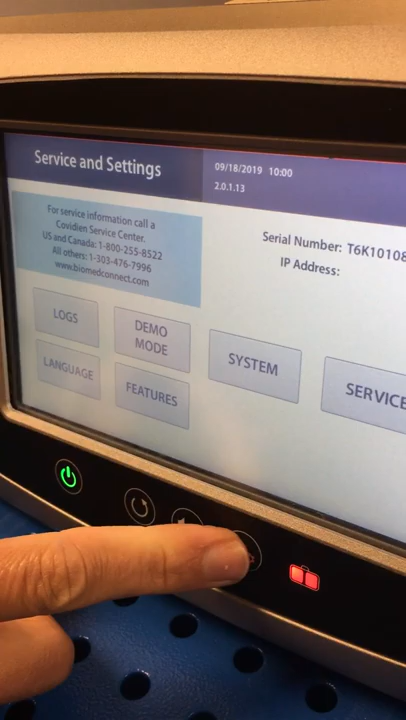 Service and Settings
09/18/2019 10:00
2.0.1.13
For service information call a
Covidien Service Center.
US and Canada: 1-800-255-8522
All others: 1-303-476-7996
www.biomedconnect.com
Serial Number: T6K10108
IP Address:
LOGS
DEMO
MODE
SYSTEM
SERVICE
LANGUAGE
FEATURES